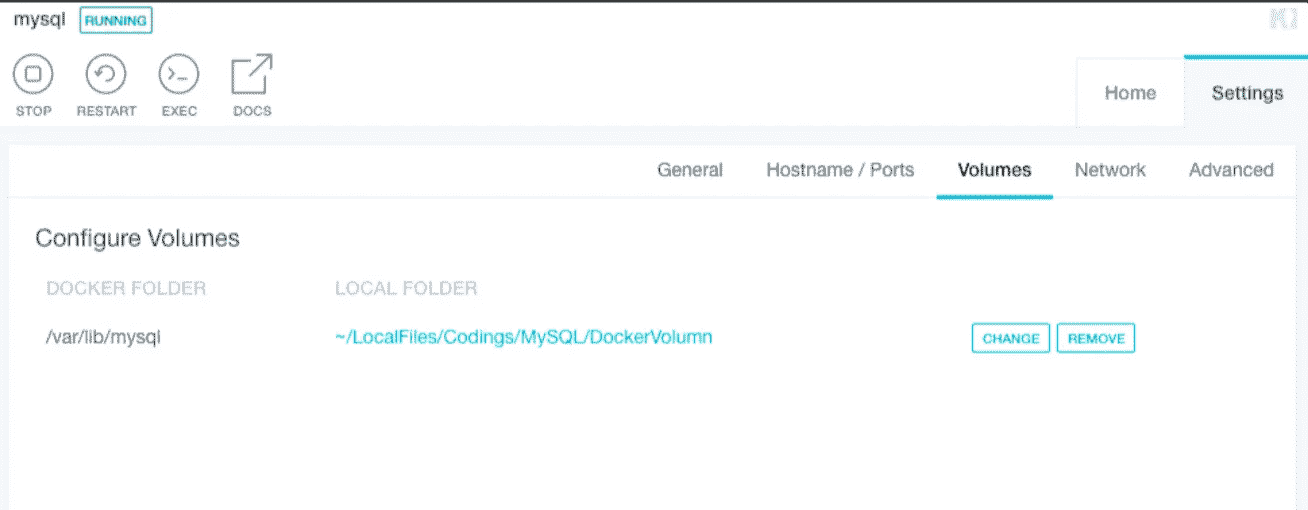 mysql RUNNING
STOP RESTART EXEC DOCS
Home Settings
General Hostname / Ports Volumes Network Advanced
Configure Volumes
DOCKER FOLDER LOCAL FOLDER
/var/lib/mysql ~/LocalFiles/Codings/MySQL/DockerVolumn CHANGE REMOVE